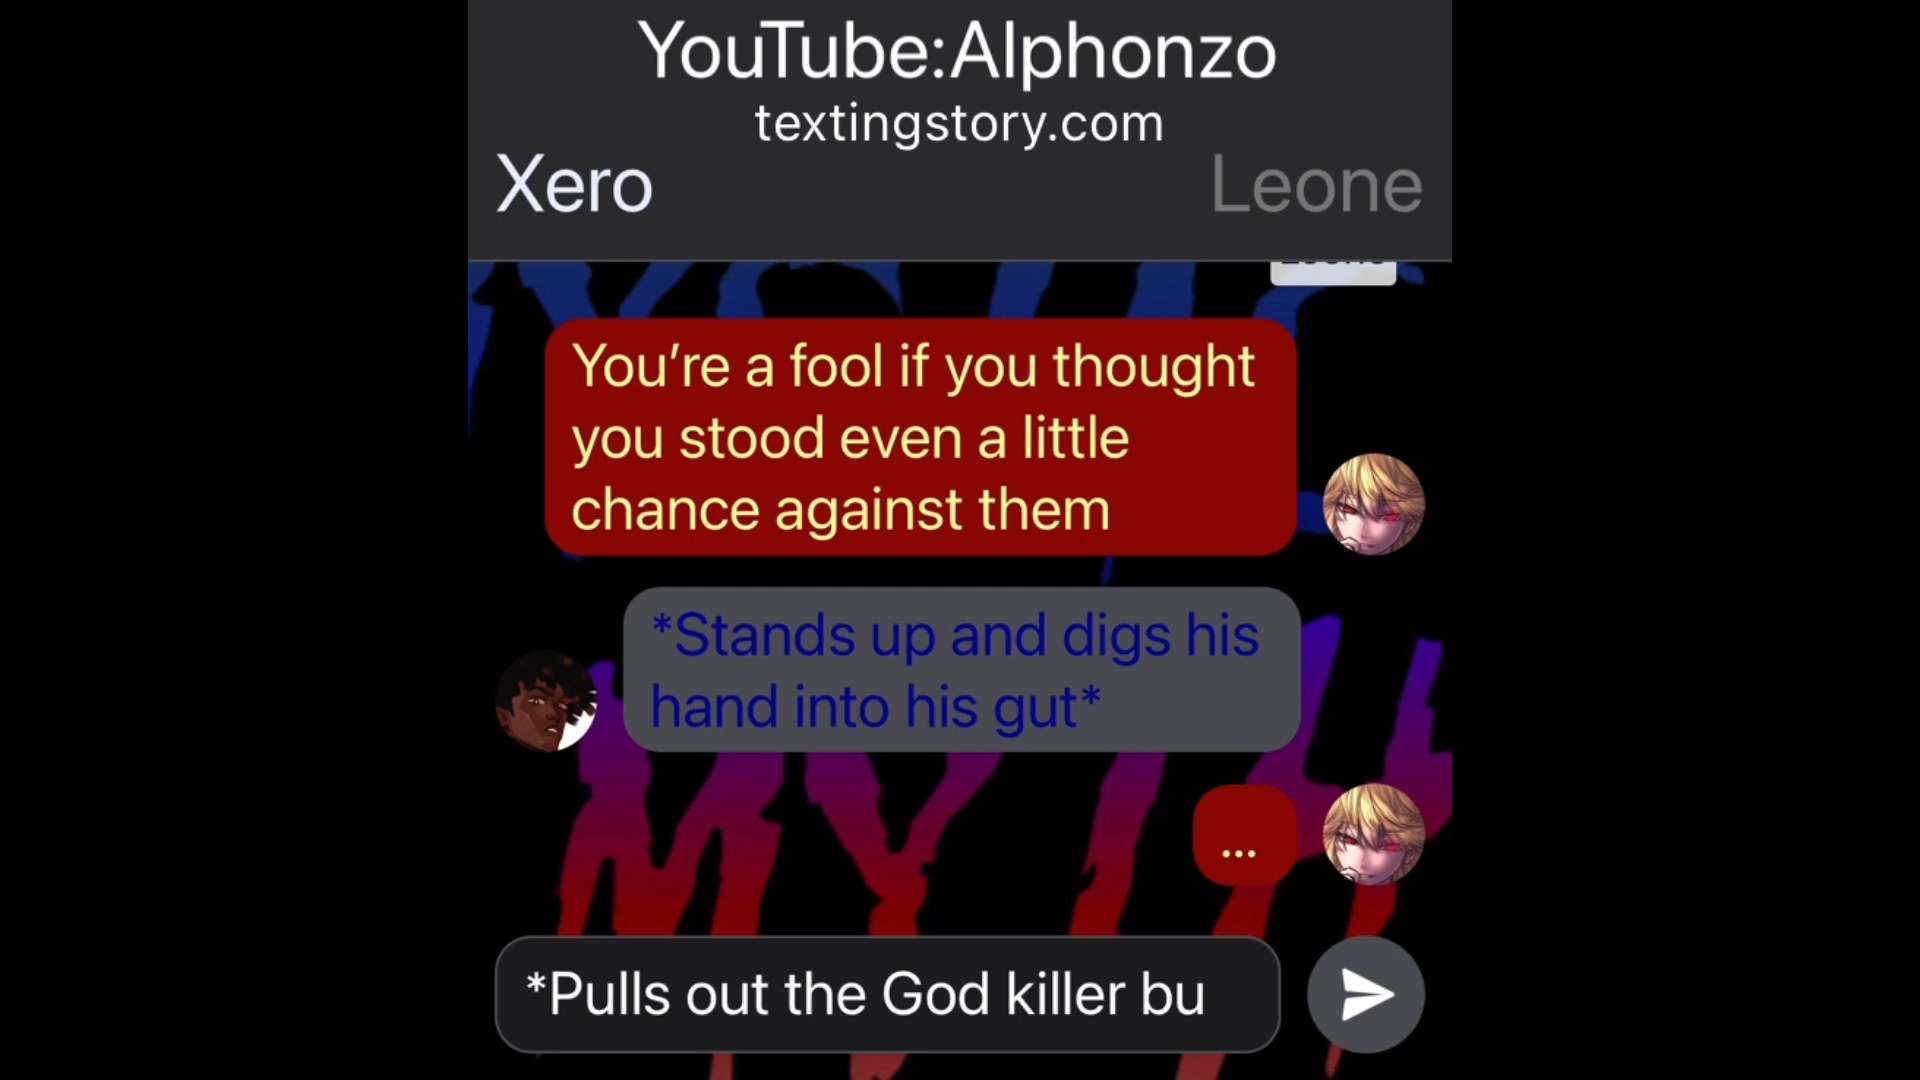 YouTube:Alphonzo
textingstory.com
Xero
Leone
You're a fool if you thought
you stood even a little
chance against them
*Stands up and digs his
hand into his gut*
...
*Pulls out the God killer bu